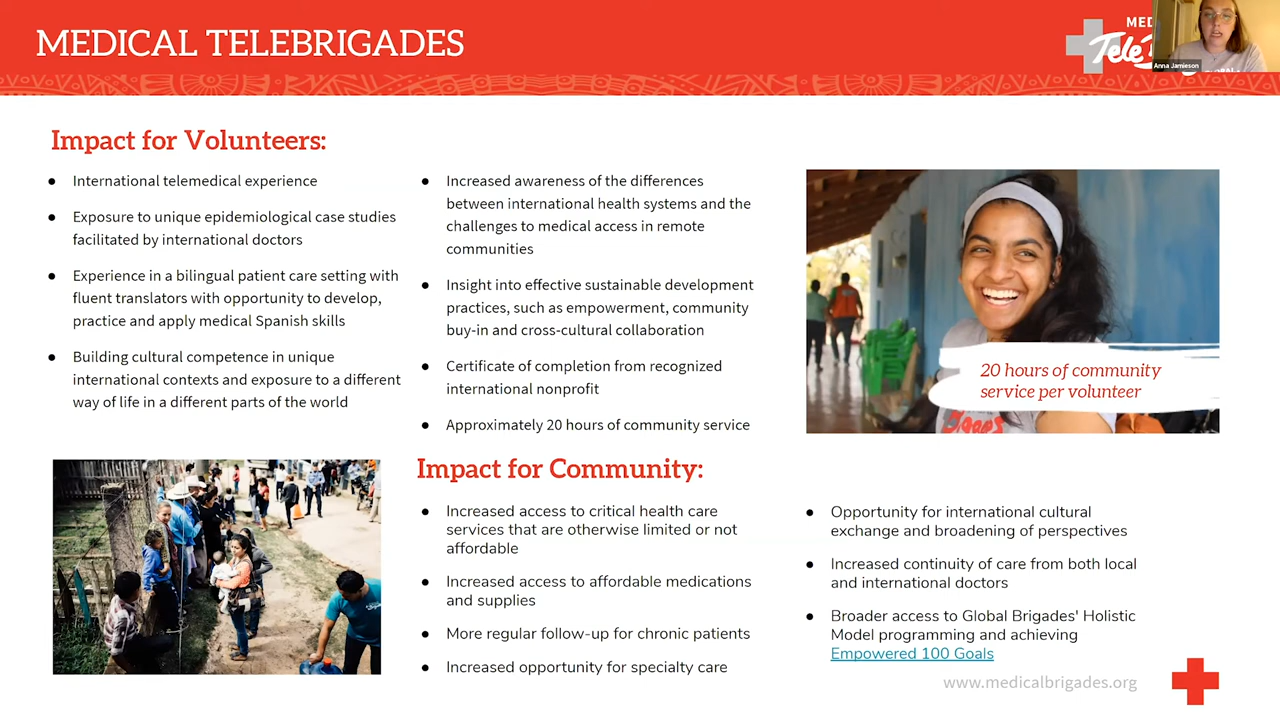 MEDICAL TELEBRIGADES
MED
Tele
Anna Jamieson
Impact for Volunteers:
● International telemedical experience
● Exposure to unique epidemiological case studies
facilitated by international doctors
● Experience in a bilingual patient care setting with
fluent translators with opportunity to develop,
practice and apply medical Spanish skills
● Building cultural competence in unique
international contexts and exposure to a different
way of life in a different parts of the world
● Increased awareness of the differences
between international health systems and the
challenges to medical access in remote
communities
● Insight into effective sustainable development
practices, such as empowerment, community
buy-in and cross-cultural collaboration
● Certificate of completion from recognized
international nonprofit
● Approximately 20 hours of community service
20 hours of community
service per volunteer
Impact for Community:
● Increased access to critical health care
services that are otherwise limited or not
affordable
● Increased access to affordable medications
and supplies
● More regular follow-up for chronic patients
● Increased opportunity for specialty care
● Opportunity for international cultural
exchange and broadening of perspectives
● Increased continuity of care from both local
and international doctors
● Broader access to Global Brigades' Holistic
Model programming and achieving
Empowered 100 Goals
www.medicalbrigades.org